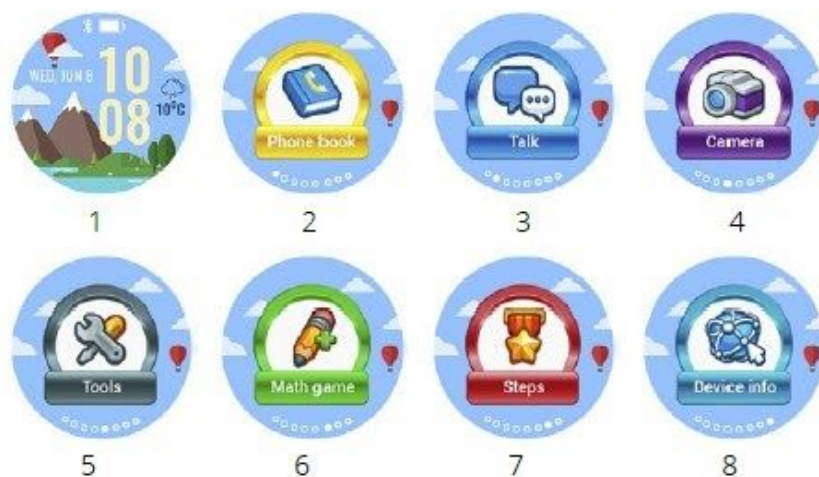 WED, JUN 8
10
08
10°C
Phone book
Talk
Camera
1
2
3
4
Tools
Math game
Steps
Device info
5
6
7
8